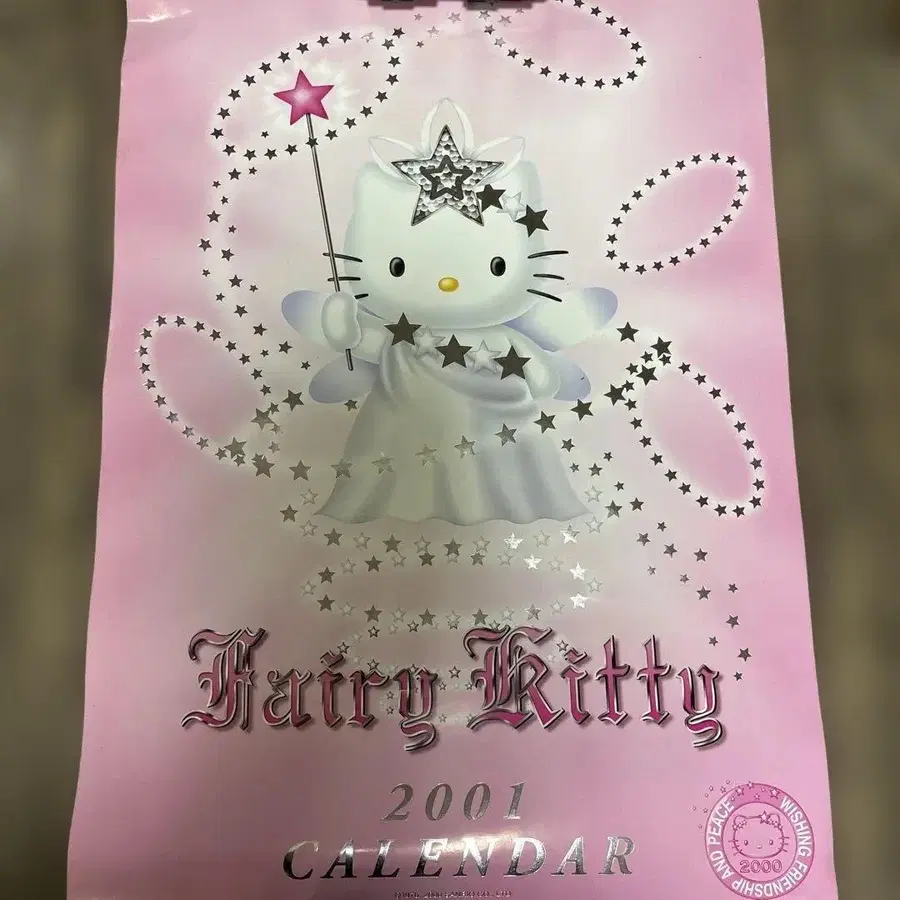 Fairy Kitty
2001
CALENDAR
WISHING FRIENDSHIP AND PEACE
2000